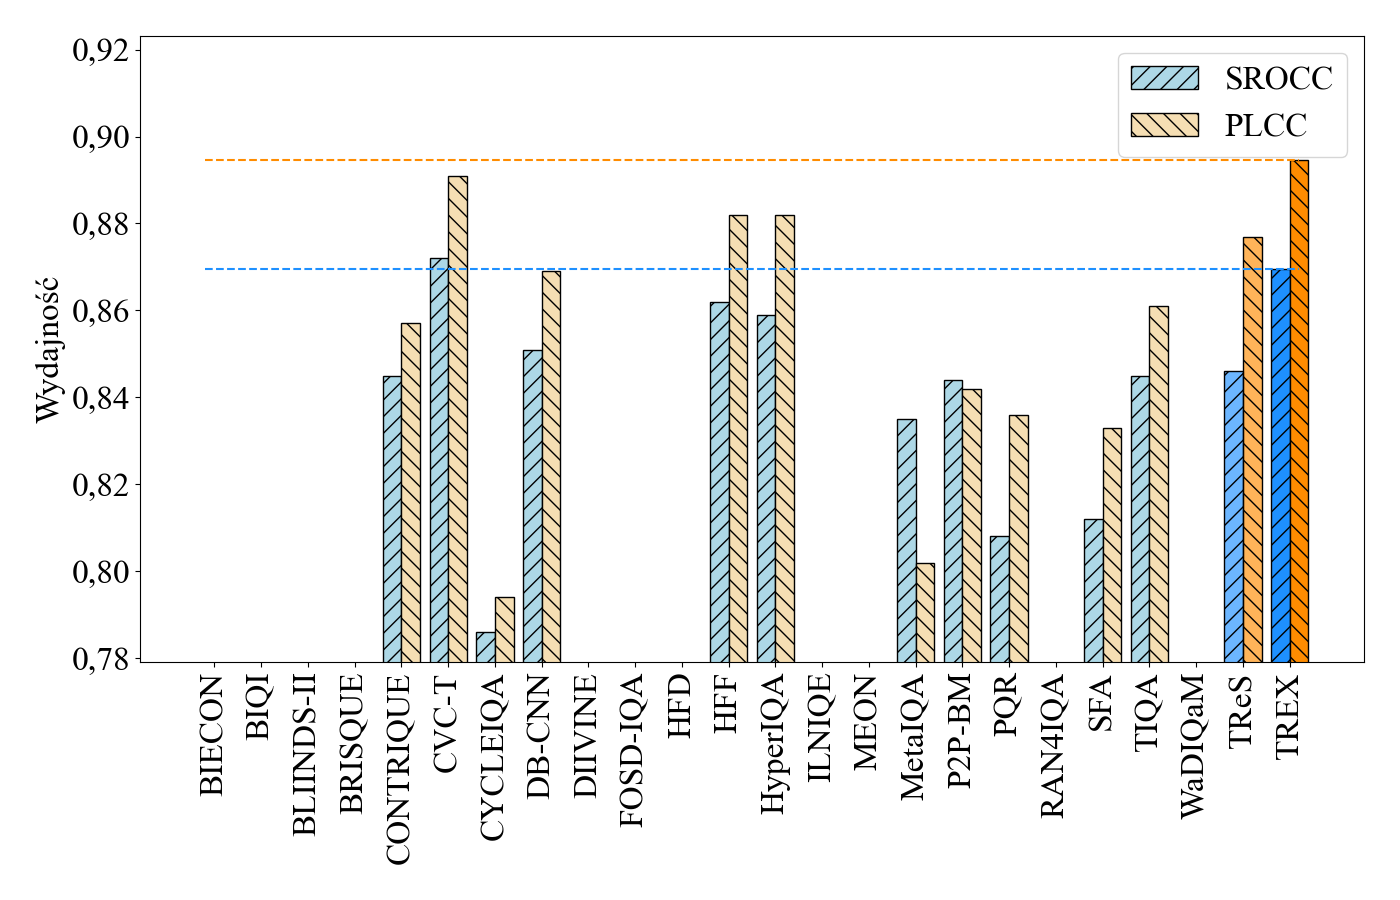 0,92
0,90
0,88
0,86
0,84
0,82
0,80
0,78
Wydajność
SROCC
PLCC
BIECON
BIQI
BLIINDS-II
BRISQUE
CONTRIQUE
CVC-T
CYCLEIQA
DB-CNN
DIIVINE
FOSD-IQA
HFD
HFF
HyperIQA
ILNIQE
MEON
MetaIQA
P2P-BM
PQR
RAN4IQA
SFA
TIQA
WaDIQaM
TReS
TREX